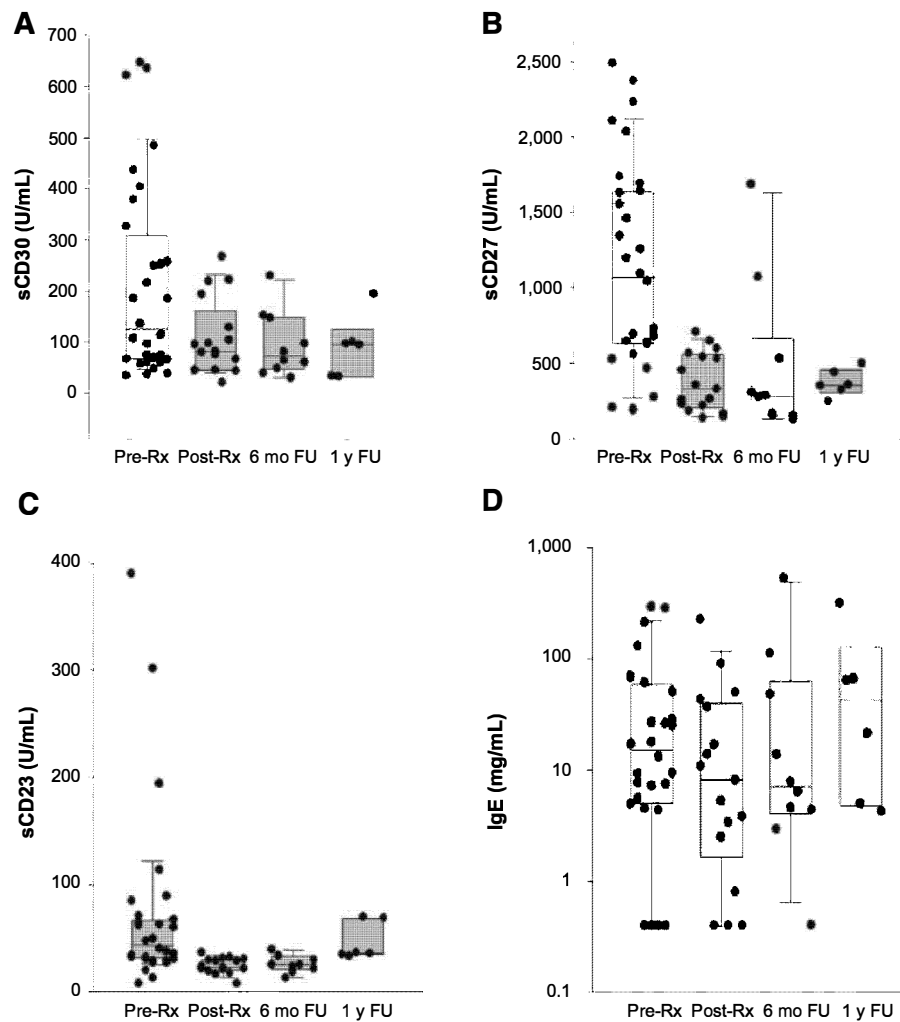 A
sCD30 (U/mL)
700
600
500
400
300
200
100
0
Pre-Rx Post-Rx 6 mo FU 1 y FU
B
sCD27 (U/mL)
2,500
2,000
1,500
1,000
500
0
Pre-Rx Post-Rx 6 mo FU 1 y FU
C
sCD23 (U/mL)
400
300
200
100
0
Pre-Rx Post-Rx 6 mo FU 1 y FU
D
IgE (mg/mL)
1,000
100
10
1
0.1
Pre-Rx Post-Rx 6 mo FU 1 y FU